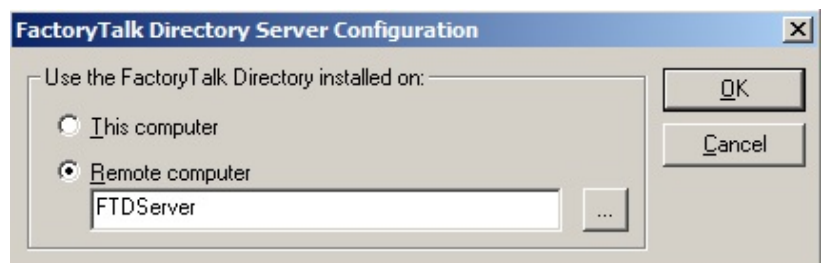 FactoryTalk Directory Server Configuration
Use the FactoryTalk Directory installed on:
This computer
Remote computer
FTDServer
...
OK
Cancel